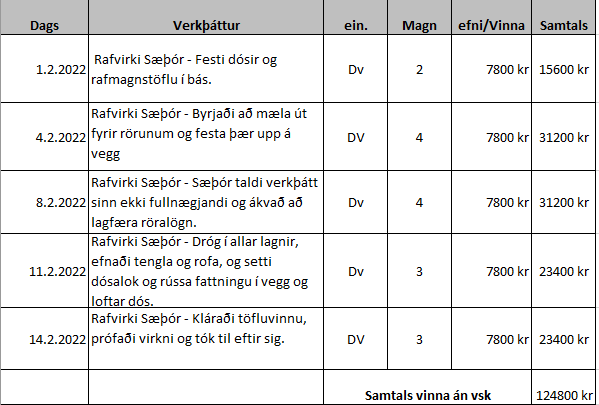 Dags Verkþáttur ein. Magn efni/Vinna Samtals
1.2.2022 Rafvirki Sæþór - Festi dósir og
rafmagnstöflu í bás. Dv 2 7800 kr 15600 kr
4.2.2022 Rafvirki Sæþór - Byrjaði að mæla út
fyrir rörunum og festa þær upp á
vegg DV 4 7800 kr 31200 kr
8.2.2022 Rafvirki Sæþór - Sæþór taldi verkþátt
sinn ekki fullnægjandi og ákvað að
lagfæra röralögn. Dv 4 7800 kr 31200 kr
11.2.2022 Rafvirki Sæþór - Dróg í allar lagnir,
efnaði tengla og rofa, og setti
dósalok og rússa fattningu í vegg og
loftar dós. Dv 3 7800 kr 23400 kr
14.2.2022 Rafvirki Sæþór - Kláraði töfluvinnu,
prófaði virkni og tók til eftir sig. DV 3 7800 kr 23400 kr
Samtals vinna án vsk 124800 kr